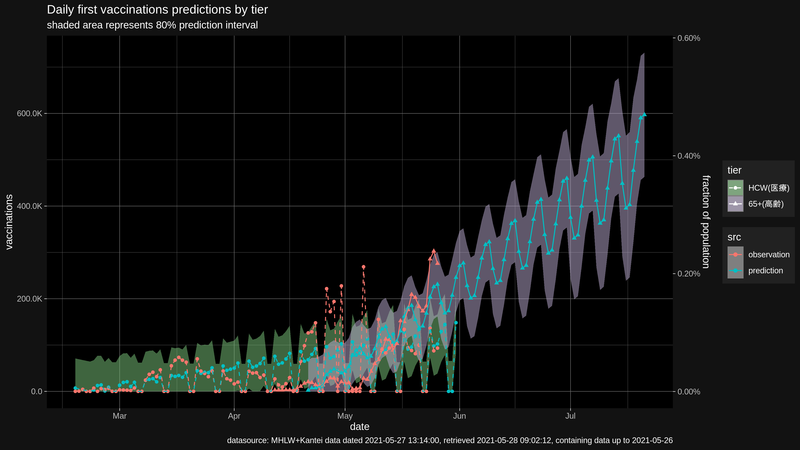 Daily first vaccinations predictions by tier
shaded area represents 80% prediction interval
vaccinations
600.0K
400.0K
200.0K
0.0
0.60%
0.40%
0.20%
0.00%
fraction of population
Mar
Apr
May
Jun
Jul
date
tier
HCW(医療)
65+(高齢)
src
observation
prediction
datasource: MHLW+Kantei data dated 2021-05-27 13:14:00, retrieved 2021-05-28 09:02:12, containing data up to 2021-05-26